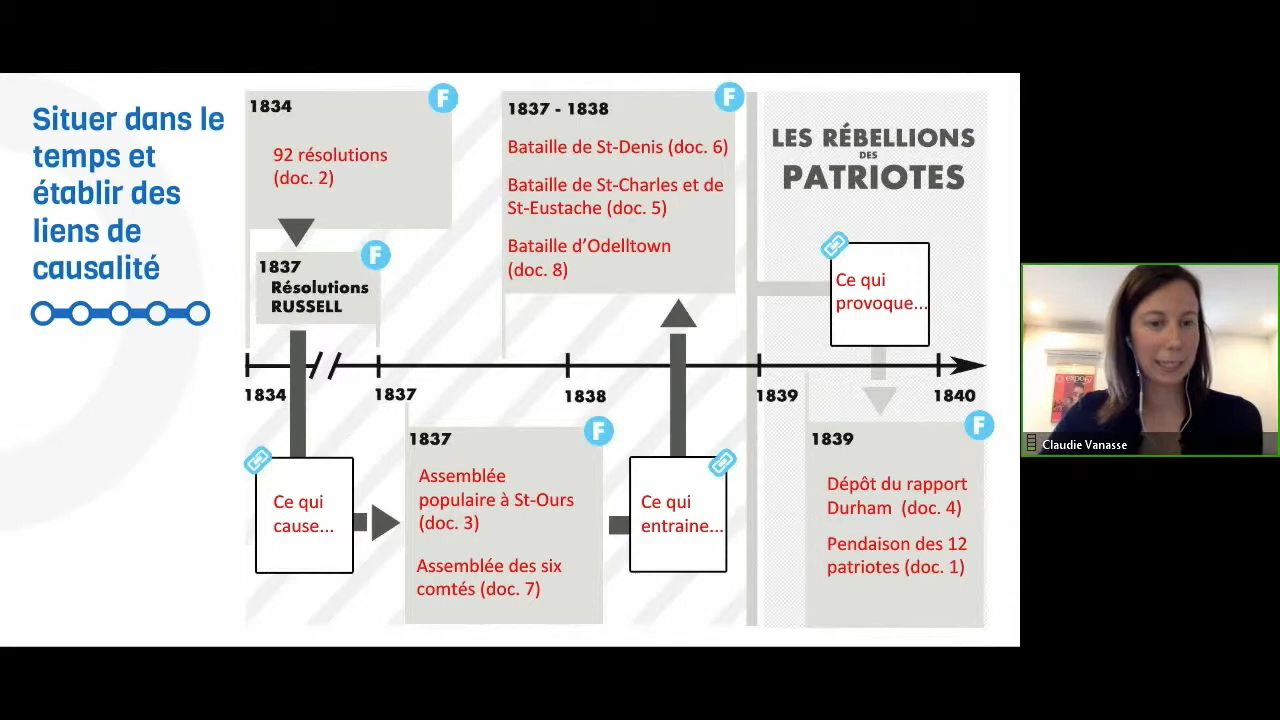 Situer dans le
temps et
établir des
liens de
causalité
1834
F
92 résolutions
(doc. 2)
1837
F
Résolutions
RUSSELL
1837 - 1838
F
Bataille de St-Denis (doc. 6)
Bataille de St-Charles et de
St-Eustache (doc. 5)
Bataille d'Odelltown
(doc. 8)
LES RÉBELLIONS
DES
PATRIOTES
Ce qui
provoque...
1834
1837
1838
1839
1840
Ce qui
cause...
1837
F
Assemblée
populaire à St-Ours
(doc. 3)
Assemblée des six
comtés (doc. 7)
Ce qui
entraine...
1839
F
Dépôt du rapport
Durham (doc. 4)
Pendaison des 12
patriotes (doc. 1)
expo67
Claudie Vanasse